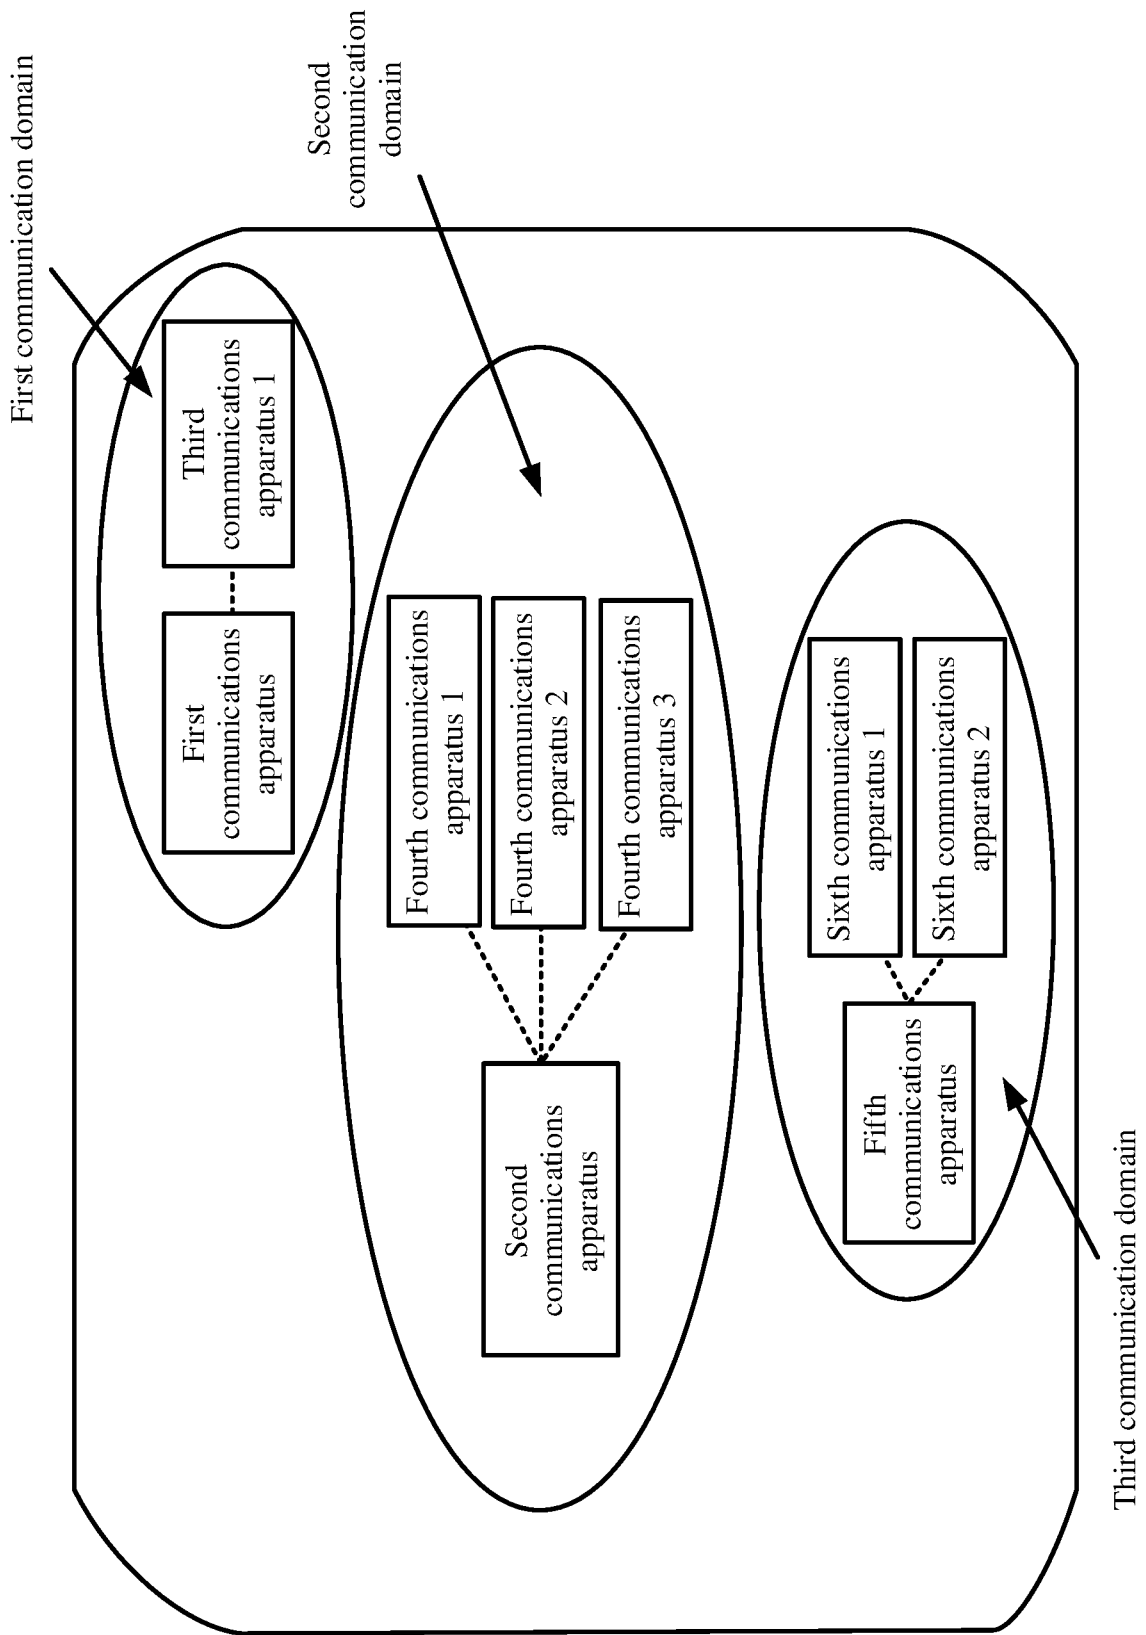 First communication domain
Third
communications
apparatus 1
First
communications
apparatus
Second
communication
domain
Fourth communications
apparatus 1
Fourth communications
apparatus 2
Fourth communications
apparatus 3
Second
communications
apparatus
Sixth communications
apparatus 1
Sixth communications
apparatus 2
Fifth
communications
apparatus
Third communication domain